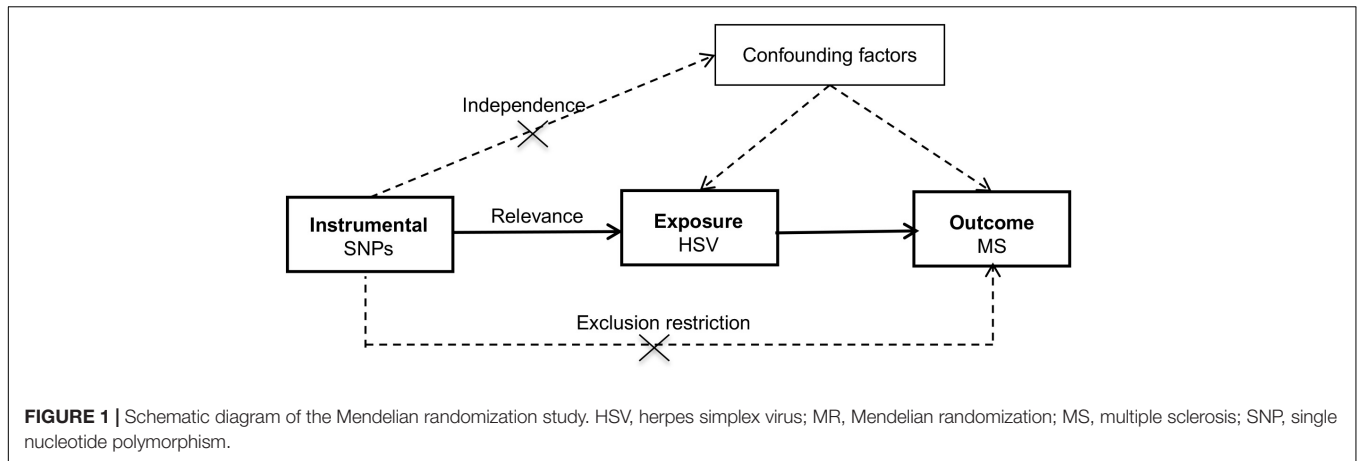 Confounding factors
Independence
Instrumental
SNPs
Relevance
Exposure
HSV
Outcome
MS
Exclusion restriction
FIGURE 1 | Schematic diagram of the Mendelian randomization study. HSV, herpes simplex virus; MR, Mendelian randomization; MS, multiple sclerosis; SNP, single
nucleotide polymorphism.